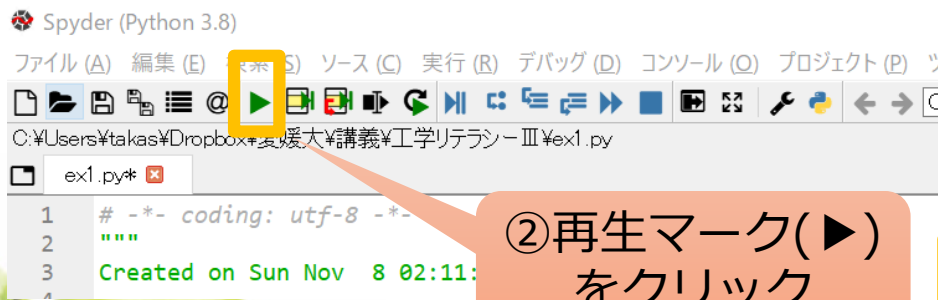 Spyder (Python 3.8)
ファイル (A) 編集 (E) 検索 (S) ソース (C) 実行 (R) デバッグ (D) コンソール (O) プロジェクト (P) ツ
C:¥Users¥takas¥Dropbox¥愛媛大¥講義¥工学リテラシーⅢ¥ex1.py
ex1.py*
1 # -*- coding: utf-8 -*-
2 """
3 Created on Sun Nov 8 02:11:
4
②再生マーク(▶)
をクリック